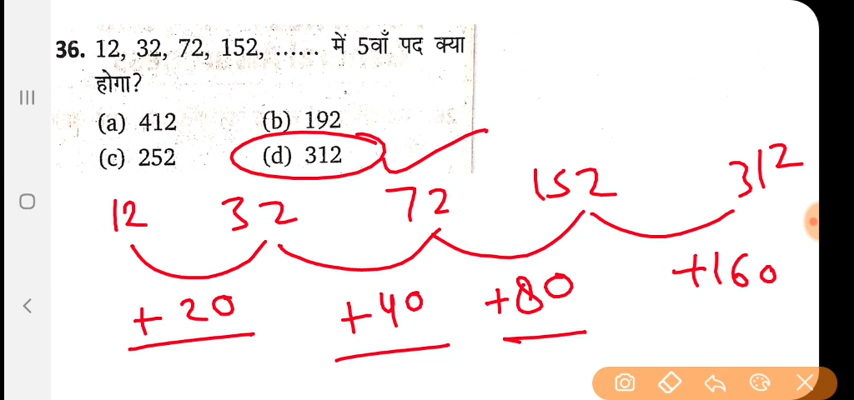 36. 12, 32, 72, 152, ...... में 5वाँ पद क्या
होगा?
(a) 412 (b) 192
(c) 252 (d) 312
12 32 72 152 312
+20 +40 +80 +160